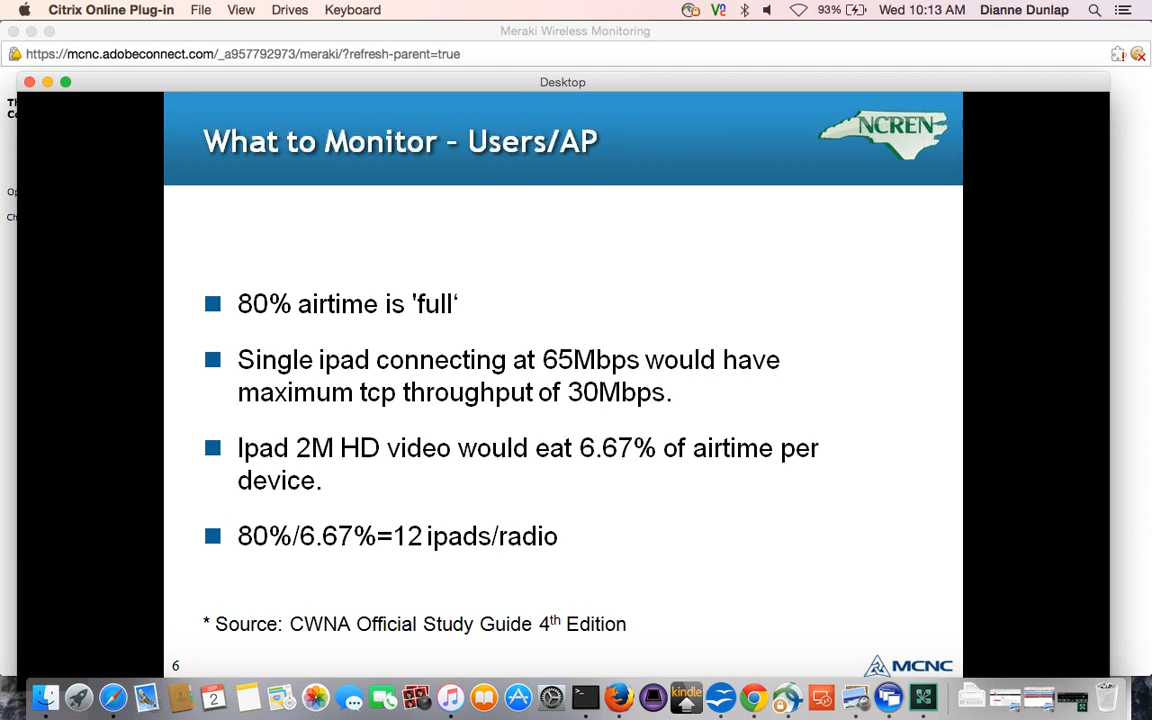 Citrix Online Plug-in File View Drives Keyboard 93% Wed 10:13 AM Dianne Dunlap
Meraki Wireless Monitoring
https://mcnc.adobeconnect.com/_a957792973/meraki/?refresh-parent=true
Desktop
What to Monitor – Users/AP
NCREN
80% airtime is 'full‘
Single ipad connecting at 65Mbps would have
maximum tcp throughput of 30Mbps.
Ipad 2M HD video would eat 6.67% of airtime per
device.
80%/6.67%=12 ipads/radio
* Source: CWNA Official Study Guide 4th Edition
6
MCNC
2
kindle